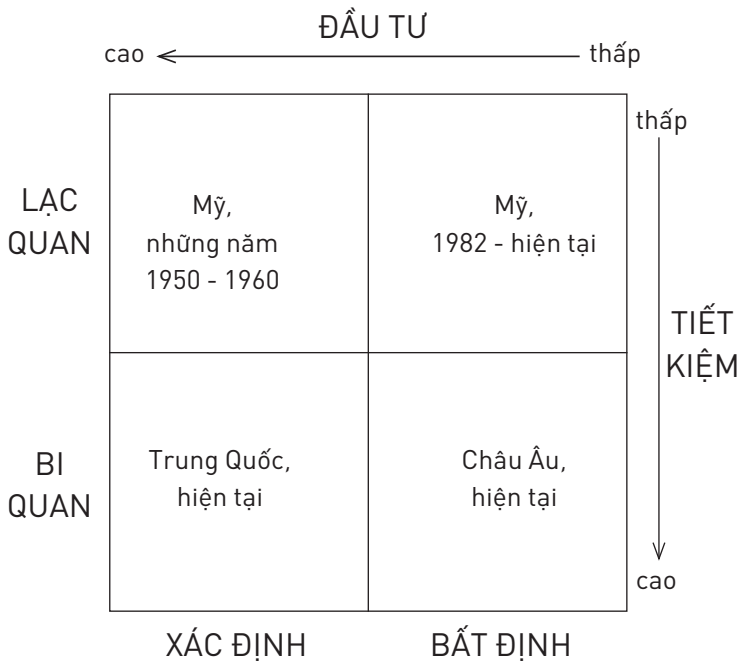 ĐẦU TƯ
cao
thấp
thấp
LẠC
QUAN
Mỹ,
những năm
1950 - 1960
Mỹ,
1982 - hiện tại
TIẾT
KIỆM
BI
QUAN
Trung Quốc,
hiện tại
Châu Âu,
hiện tại
cao
XÁC ĐỊNH
BẤT ĐỊNH